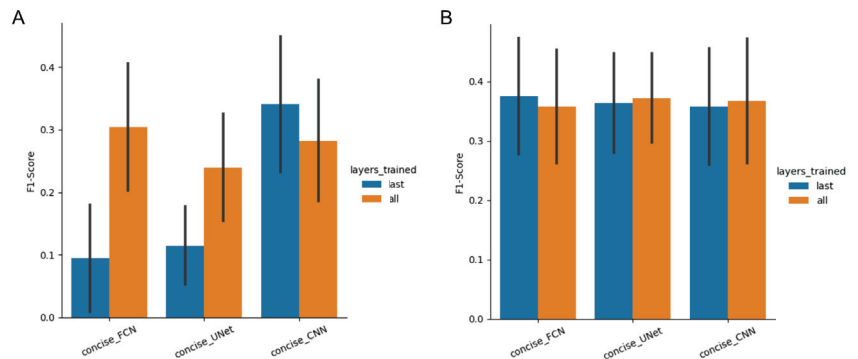 A
F1-Score
0.4
0.3
0.2
0.1
0.0
concise_FCN
concise_UNet
concise_CNN
layers_trained
last
all
B
F1-Score
0.4
0.3
0.2
0.1
0.0
concise_FCN
concise_UNet
concise_CNN
layers_trained
last
all